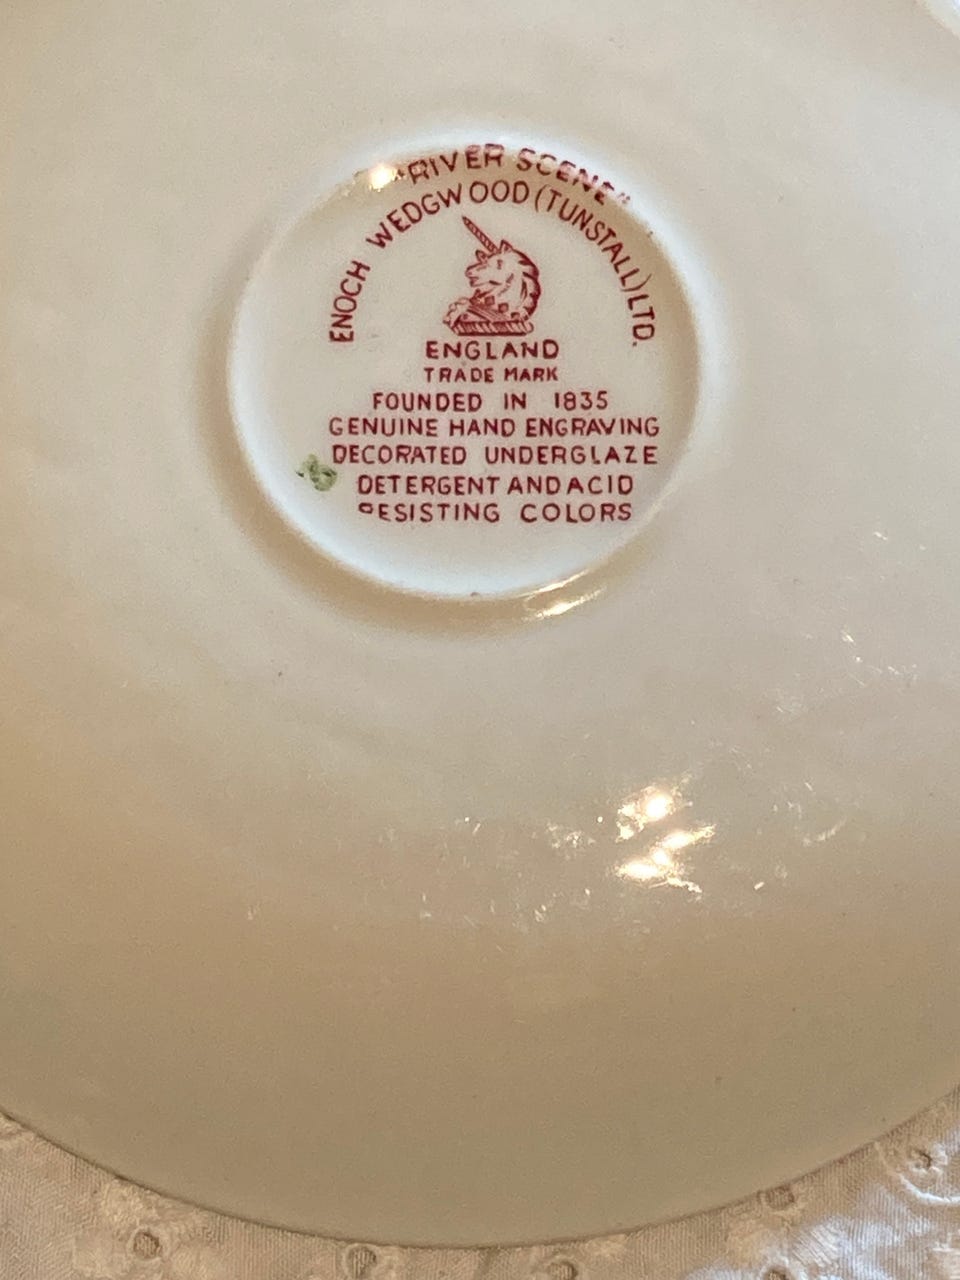 "RIVER SCENE"
ENOCH WEDGWOOD (TUNSTALL) LTD.
ENGLAND
TRADE MARK
FOUNDED IN 1835
GENUINE HAND ENGRAVING
DECORATED UNDERGLAZE
DETERGENT AND ACID
RESISTING COLORS